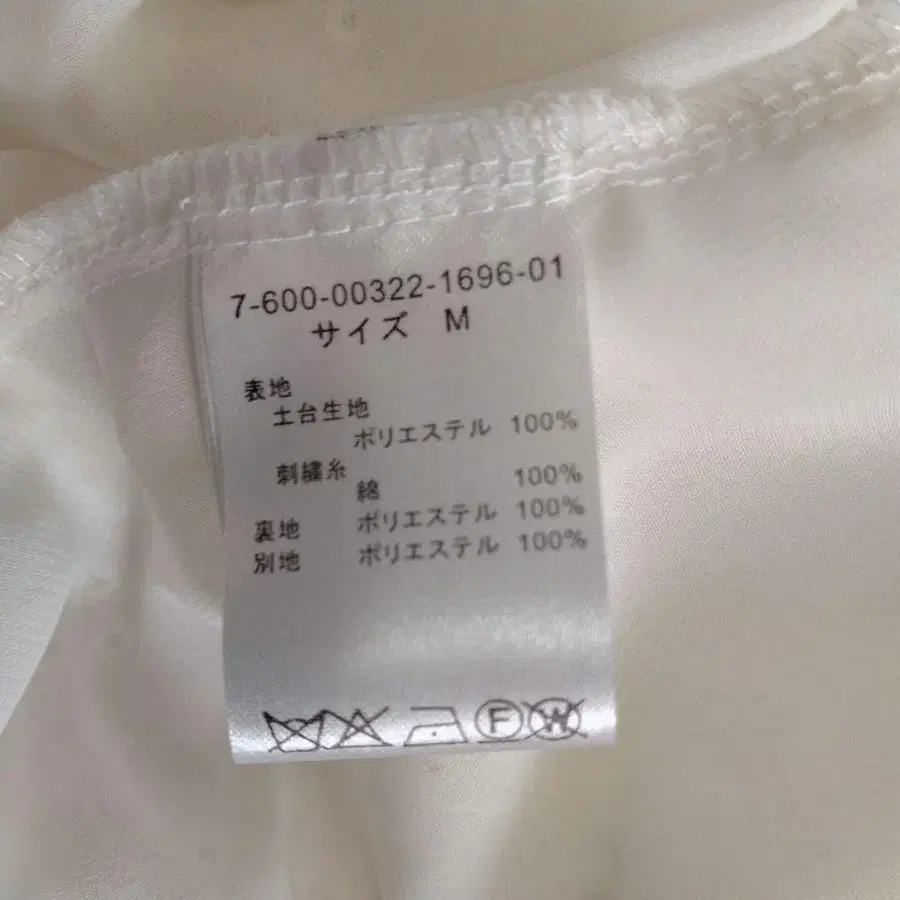 7-600-00322-1696-01
サイズ M
表地
土台生地
ポリエステル 100%
刺繍糸
綿 100%
裏地 ポリエステル 100%
別地 ポリエステル 100%
F W